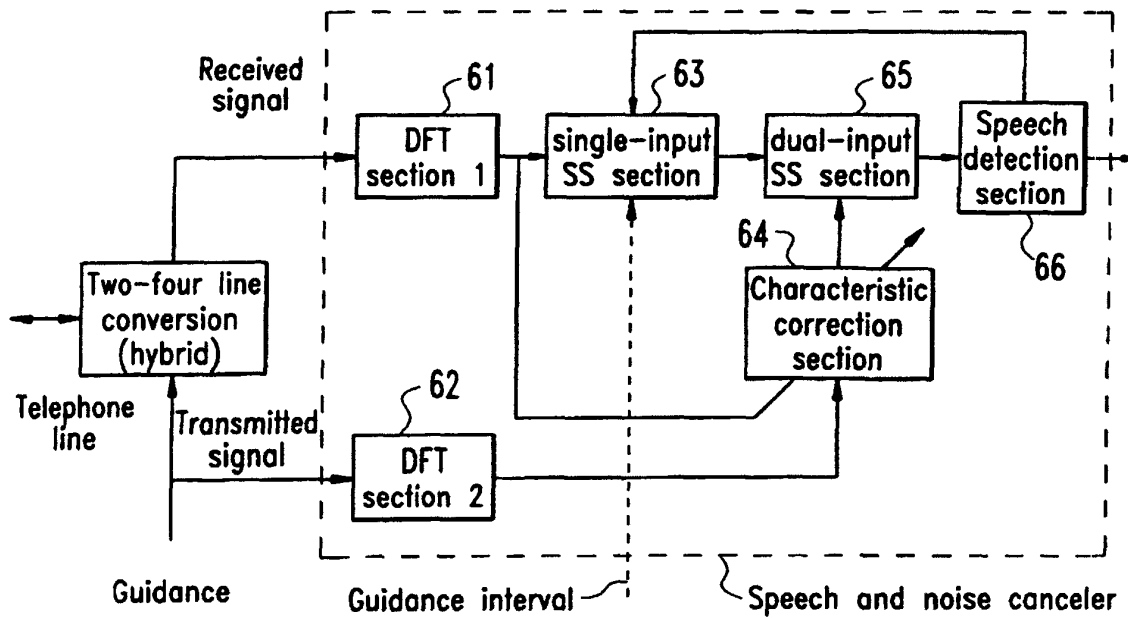 Received
signal
61
DFT
section 1
63
single-input
SS section
65
dual-input
SS section
Speech
detection
section
66
64
Characteristic
correction
section
Two-four line
conversion
(hybrid)
Telephone
line
Transmitted
signal
62
DFT
section 2
Guidance
Guidance interval
Speech and noise canceler